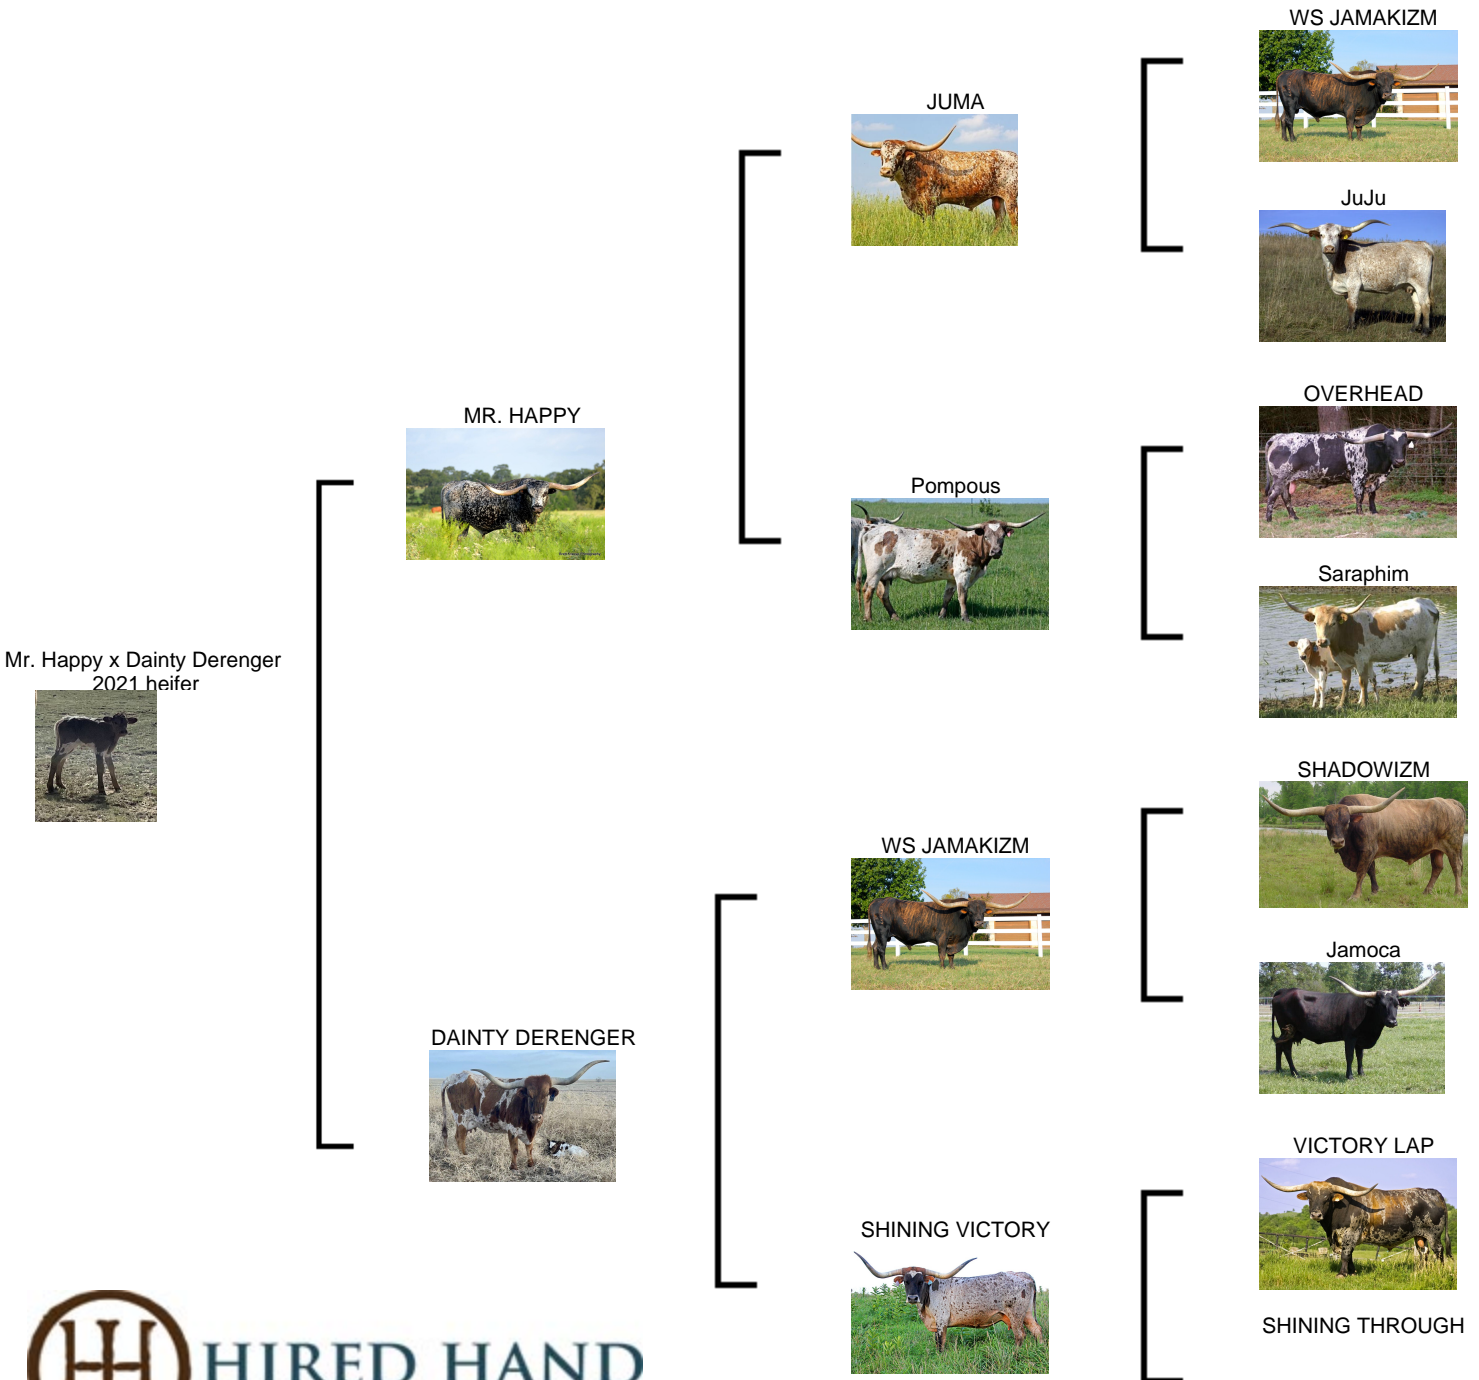 WS JAMAKIZM
JUMA
JuJu
OVERHEAD
MR. HAPPY
Pompous
Saraphim
Mr. Happy x Dainty Derenger
2021 heifer
SHADOWIZM
WS JAMAKIZM
Jamoca
DAINTY DERENGER
VICTORY LAP
SHINING VICTORY
SHINING THROUGH
HIRED HAND